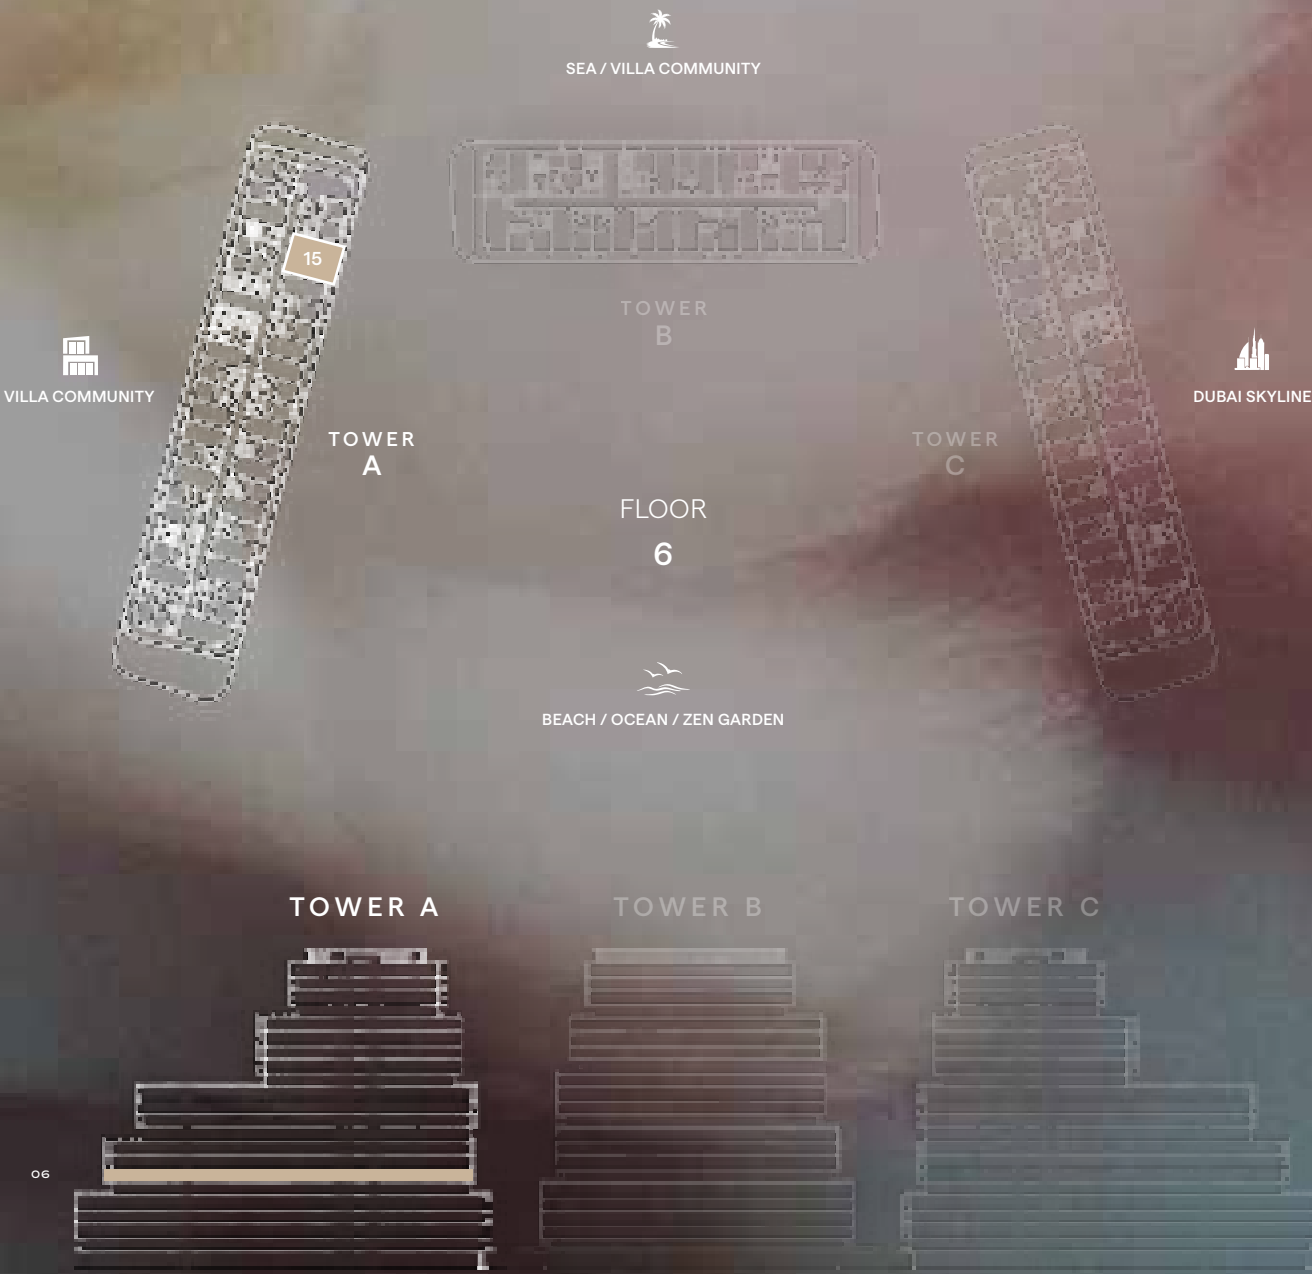 SEA / VILLA COMMUNITY
15
TOWER
B
VILLA COMMUNITY
DUBAI SKYLINE
TOWER
A
TOWER
C
FLOOR
6
BEACH / OCEAN / ZEN GARDEN
TOWER A
TOWER B
TOWER C
06